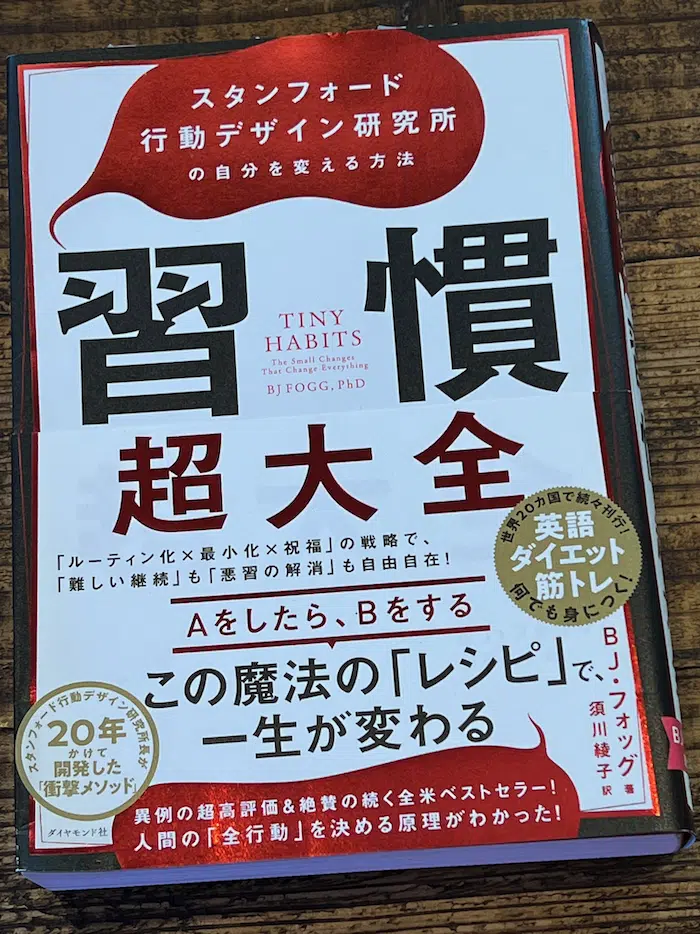 スタンフォード
行動デザイン研究所
の自分を変える方法
習慣
TINY
HABITS
The Small Changes
That Change Everything
BJ FOGG, PhD
超大全
「ルーティン化×最小化×祝福」の戦略で、
「難しい継続」も「悪習の解消」も自由自在!
世界20カ国で続々刊行!
英語
ダイエット
筋トレ
何でも身につく!
Aをしたら、Bをする
この魔法の「レシピ」で、
一生が変わる
BJ・フォッグ 著
須川綾子 訳
スタンフォード行動デザイン研究所長が
20年
かけて
開発した
「衝撃メソッド」
ダイヤモンド社
異例の超高評価&絶賛の続く全米ベストセラー!
人間の「全行動」を決める原理がわかった!